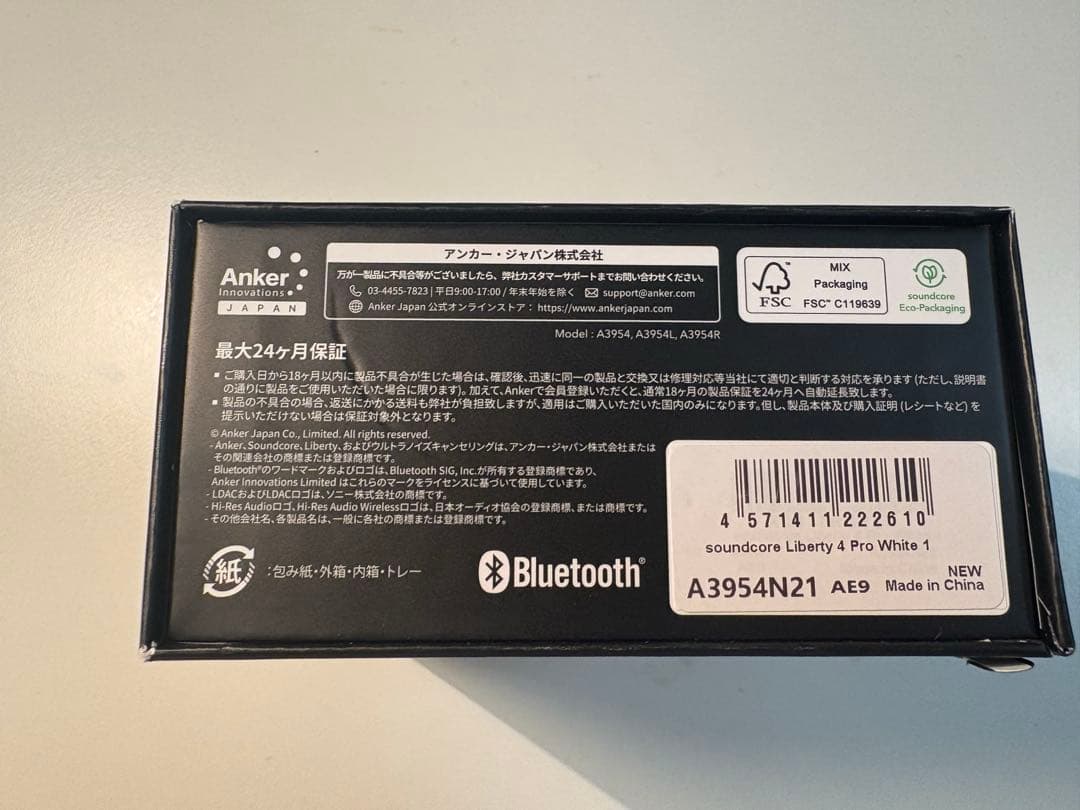 Anker
Innovations
JAPAN
アンカー・ジャパン株式会社
万が一製品に不具合等がございましたら、弊社カスタマーサポートまでお問い合わせください。
03-4455-7823 | 平日9:00-17:00 / 年末年始を除く support@anker.com
Anker Japan 公式オンラインストア： https://www.ankerjapan.com
FSC™
MIX
Packaging
FSC™ C119639
soundcore
Eco-Packaging
Model : A3954, A3954L, A3954R
最大24ヶ月保証
▪ ご購入日から18ヶ月以内に製品不具合が生じた場合は、確認後、迅速に同一の製品と交換又は修理対応等当社にて適切と判断する対応を承ります (ただし、説明書
の通りに製品をご使用いただいた場合に限ります)。加えて、Ankerで会員登録いただくと、通常18ヶ月の製品保証を24ヶ月へ自動延長致します。
▪ 製品の不具合の場合、返送にかかる送料も弊社が負担致しますが、適用はご購入いただいた国内のみになります。但し、製品本体及び購入証明 (レシートなど) を
提示いただけない場合は保証対象外となります。
© Anker Japan Co., Limited. All rights reserved.
- Anker、Soundcore、Liberty、およびウルトラノイズキャンセリングは、アンカー・ジャパン株式会社または
その関連会社の商標または登録商標です。
- Bluetooth®のワードマークおよびロゴは、Bluetooth SIG, Inc.が所有する登録商標であり、
Anker Innovations Limited はこれらのマークをライセンスに基づいて使用しています。
- LDACおよびLDACロゴは、ソニー株式会社の商標です。
- Hi-Res Audioロゴ、Hi-Res Audio Wirelessロゴは、日本オーディオ協会の登録商標、または商標です。
- その他会社名、各製品名は、一般に各社の商標または登録商標です。
紙 ：包み紙・外箱・内箱・トレー
Bluetooth®
4 571411 222610
soundcore Liberty 4 Pro White 1
NEW
A3954N21 AE9 Made in China